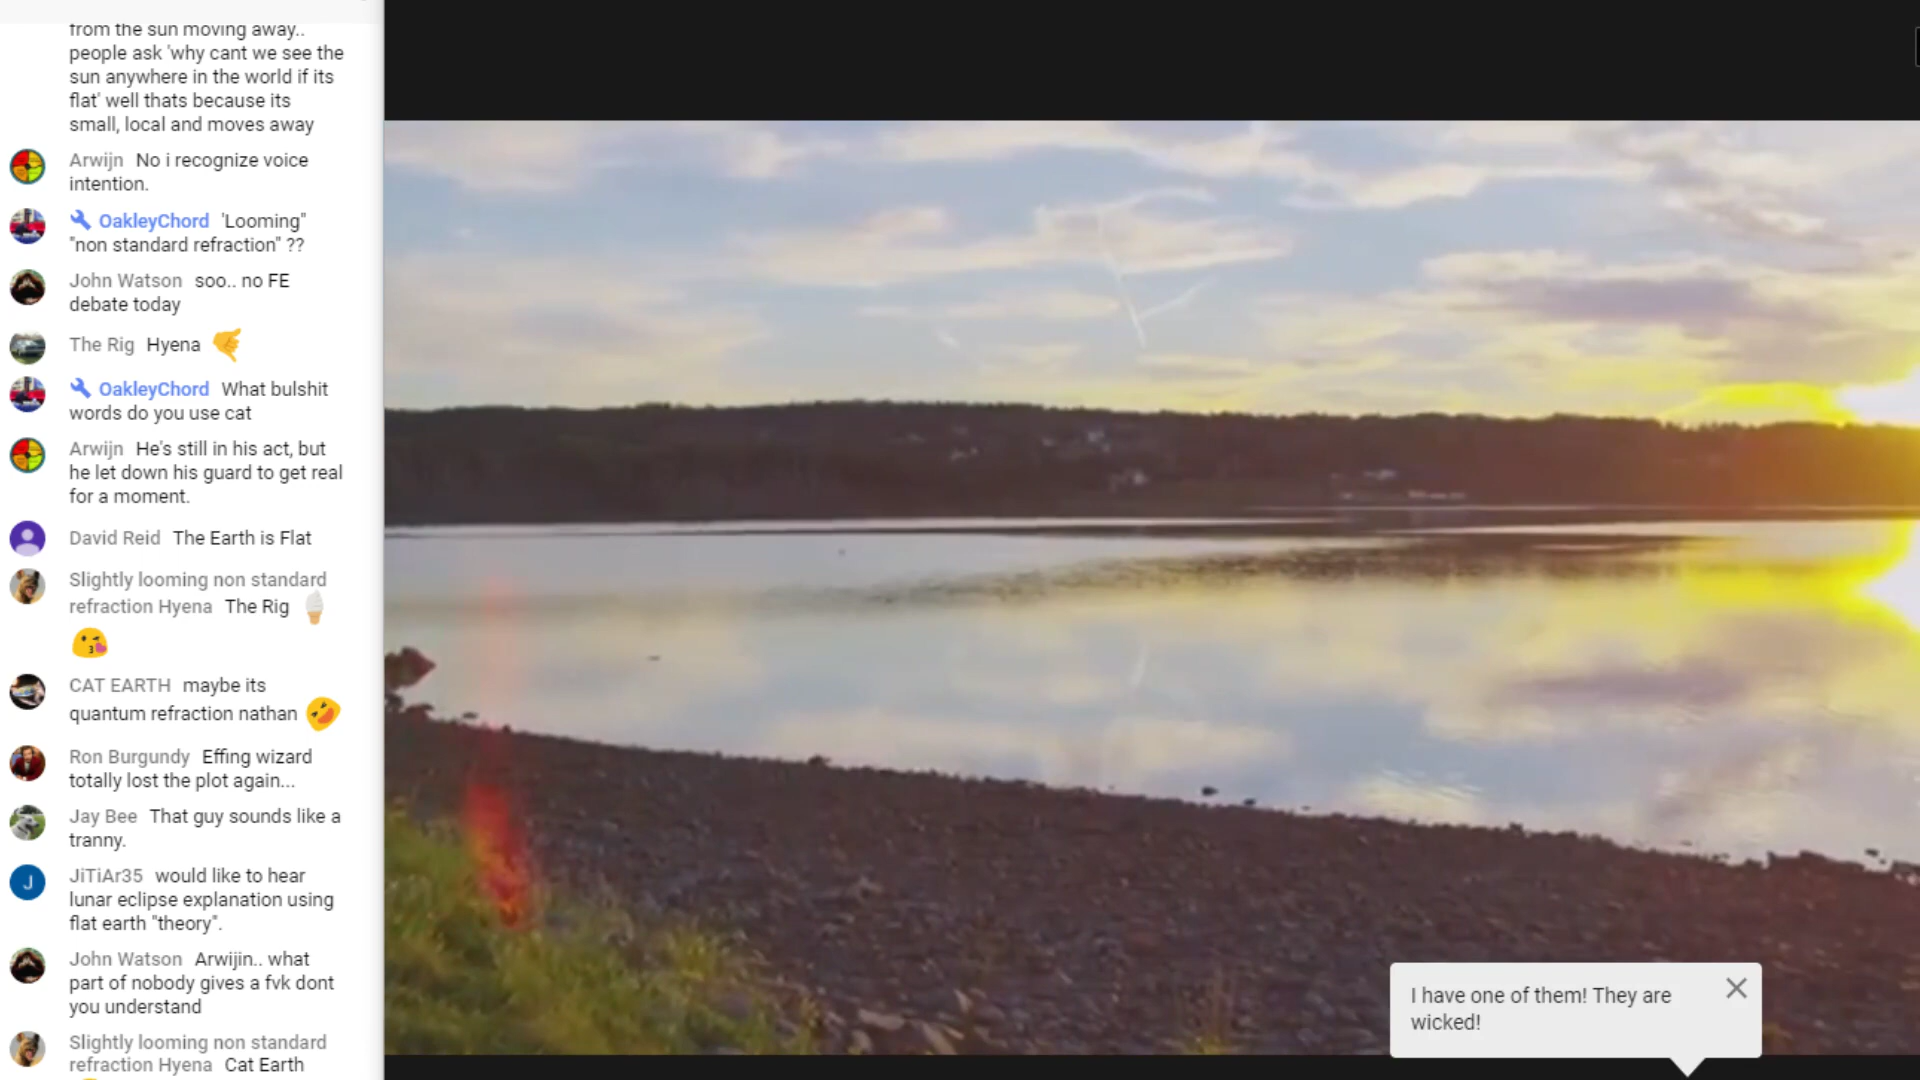 from the sun moving away..
people ask 'why cant we see the
sun anywhere in the world if its
flat' well thats because its
small, local and moves away
Arwijn No i recognize voice
intention.
OakleyChord 'Looming"
"non standard refraction" ??
John Watson soo.. no FE
debate today
The Rig Hyena
OakleyChord What bulshit
words do you use cat
Arwijn He's still in his act, but
he let down his guard to get real
for a moment.
David Reid The Earth is Flat
Slightly looming non standard
refraction Hyena The Rig
CAT EARTH maybe its
quantum refraction nathan
Ron Burgundy Effing wizard
totally lost the plot again...
Jay Bee That guy sounds like a
tranny.
J
JiTiAr35 would like to hear
lunar eclipse explanation using
flat earth "theory".
John Watson Arwijin.. what
part of nobody gives a fvk dont
you understand
Slightly looming non standard
refraction Hyena Cat Earth
I have one of them! They are
wicked!